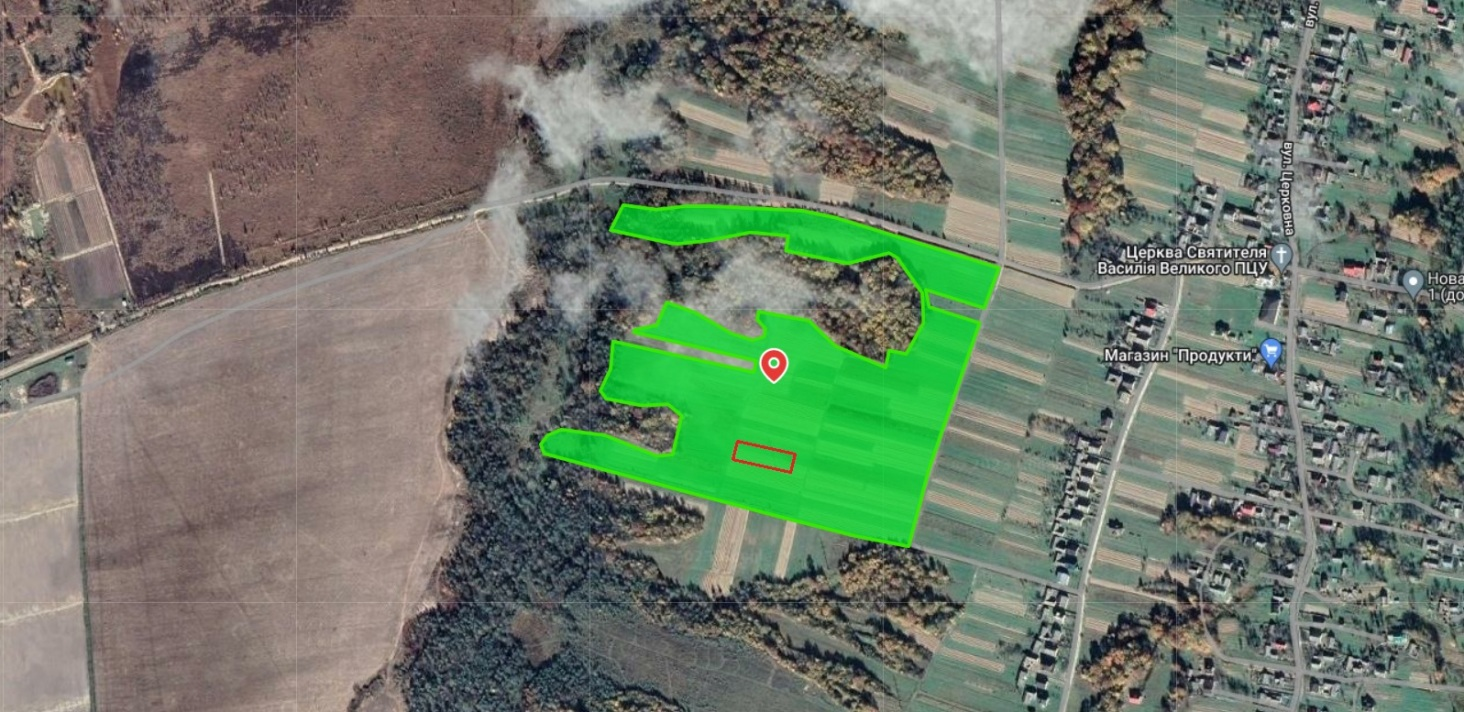 вул.
вул. Церковна
Церква Святителя
Василія Великого ПЦУ
Нова
1 (до
Магазин "Продукти"